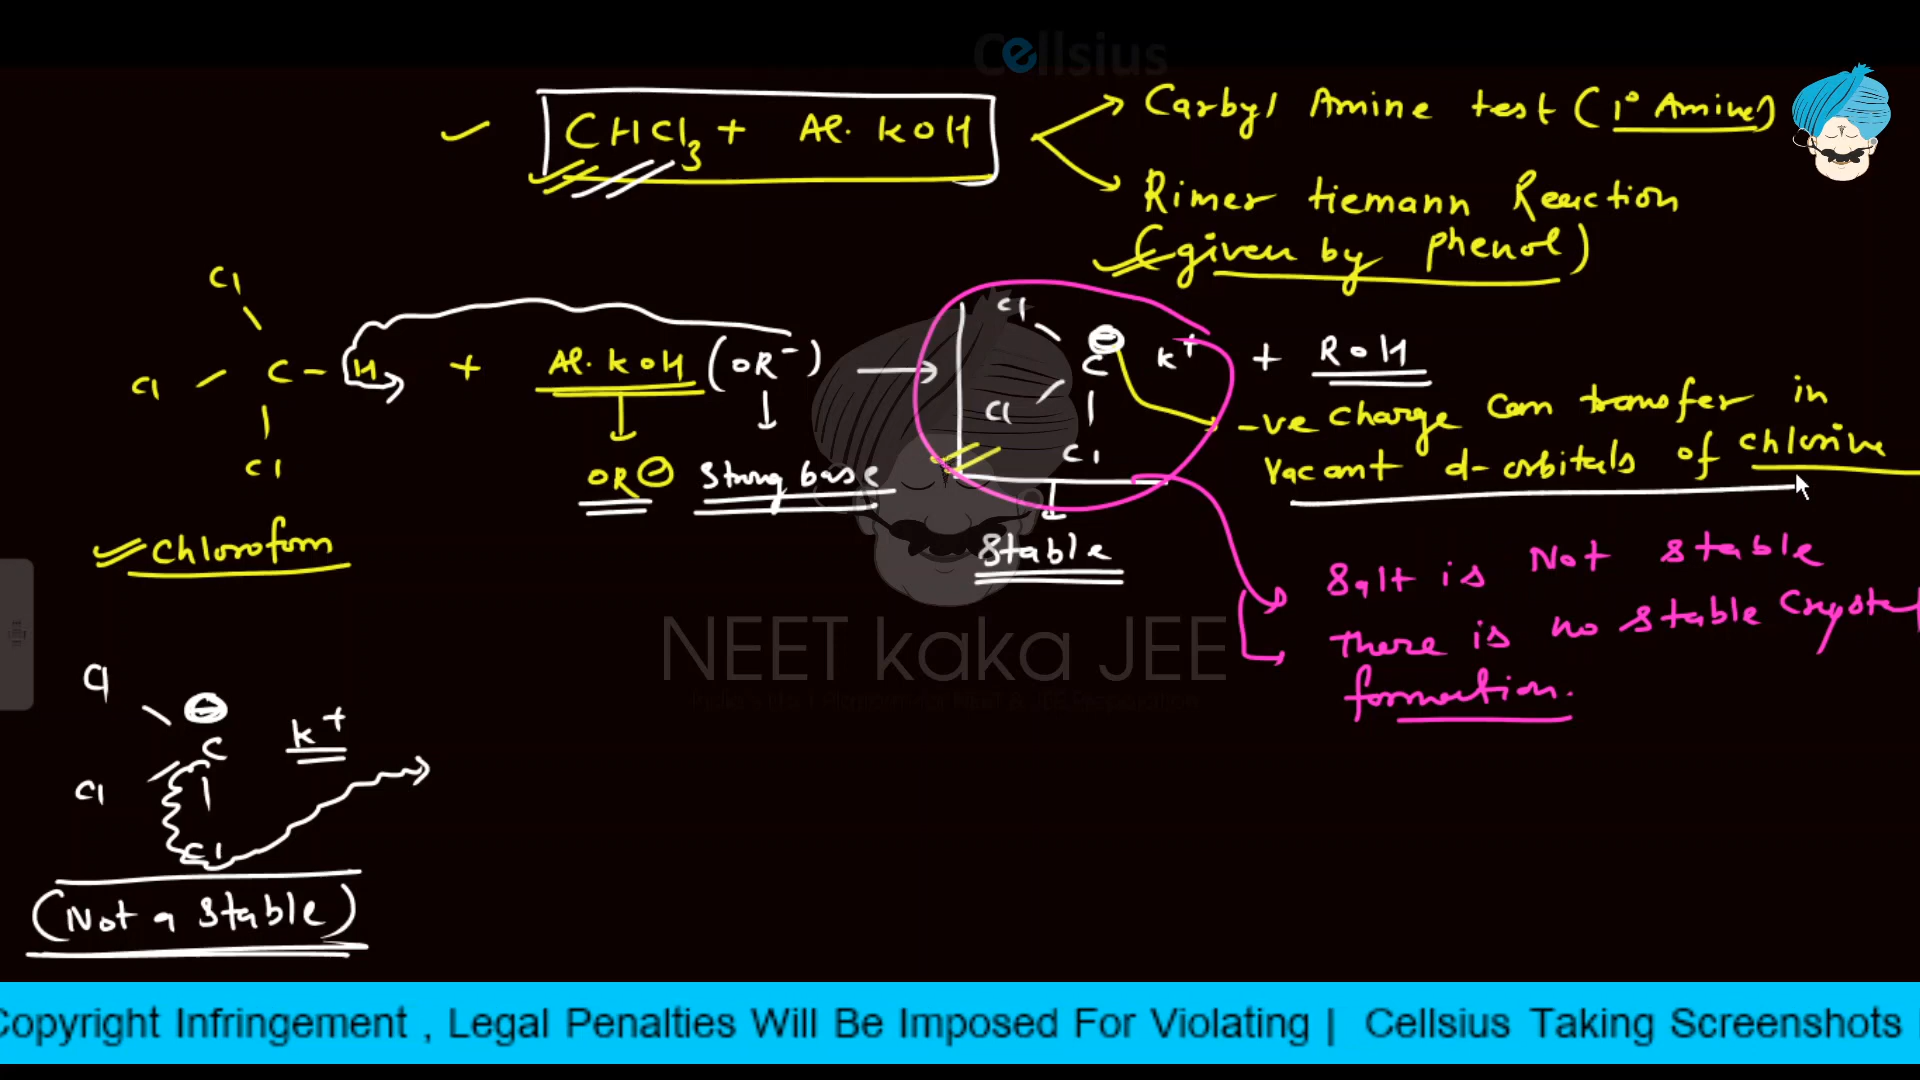 Cellsius
CHCl3 + Al. KOH
Carbyl Amine test (1° Amine)
Rimer tiemann Reaction
(given by phenol)
Cl
Cl
C - H
Cl
+
Al. KOH (OR-)
OR⊖
Strong base
Chloroform
Cl
⊖
C
K+
Cl
Cl
+ ROH
Stable
-ve charge can transfer in
vacant d-orbitals of chlorine
Salt is Not stable
There is no stable Crystal
formation.
NEET kaka JEE
Cl
⊖
C
K+
Cl
Cl
(Not a stable)
Copyright Infringement , Legal Penalties Will Be Imposed For Violating | Cellsius Taking Screenshots